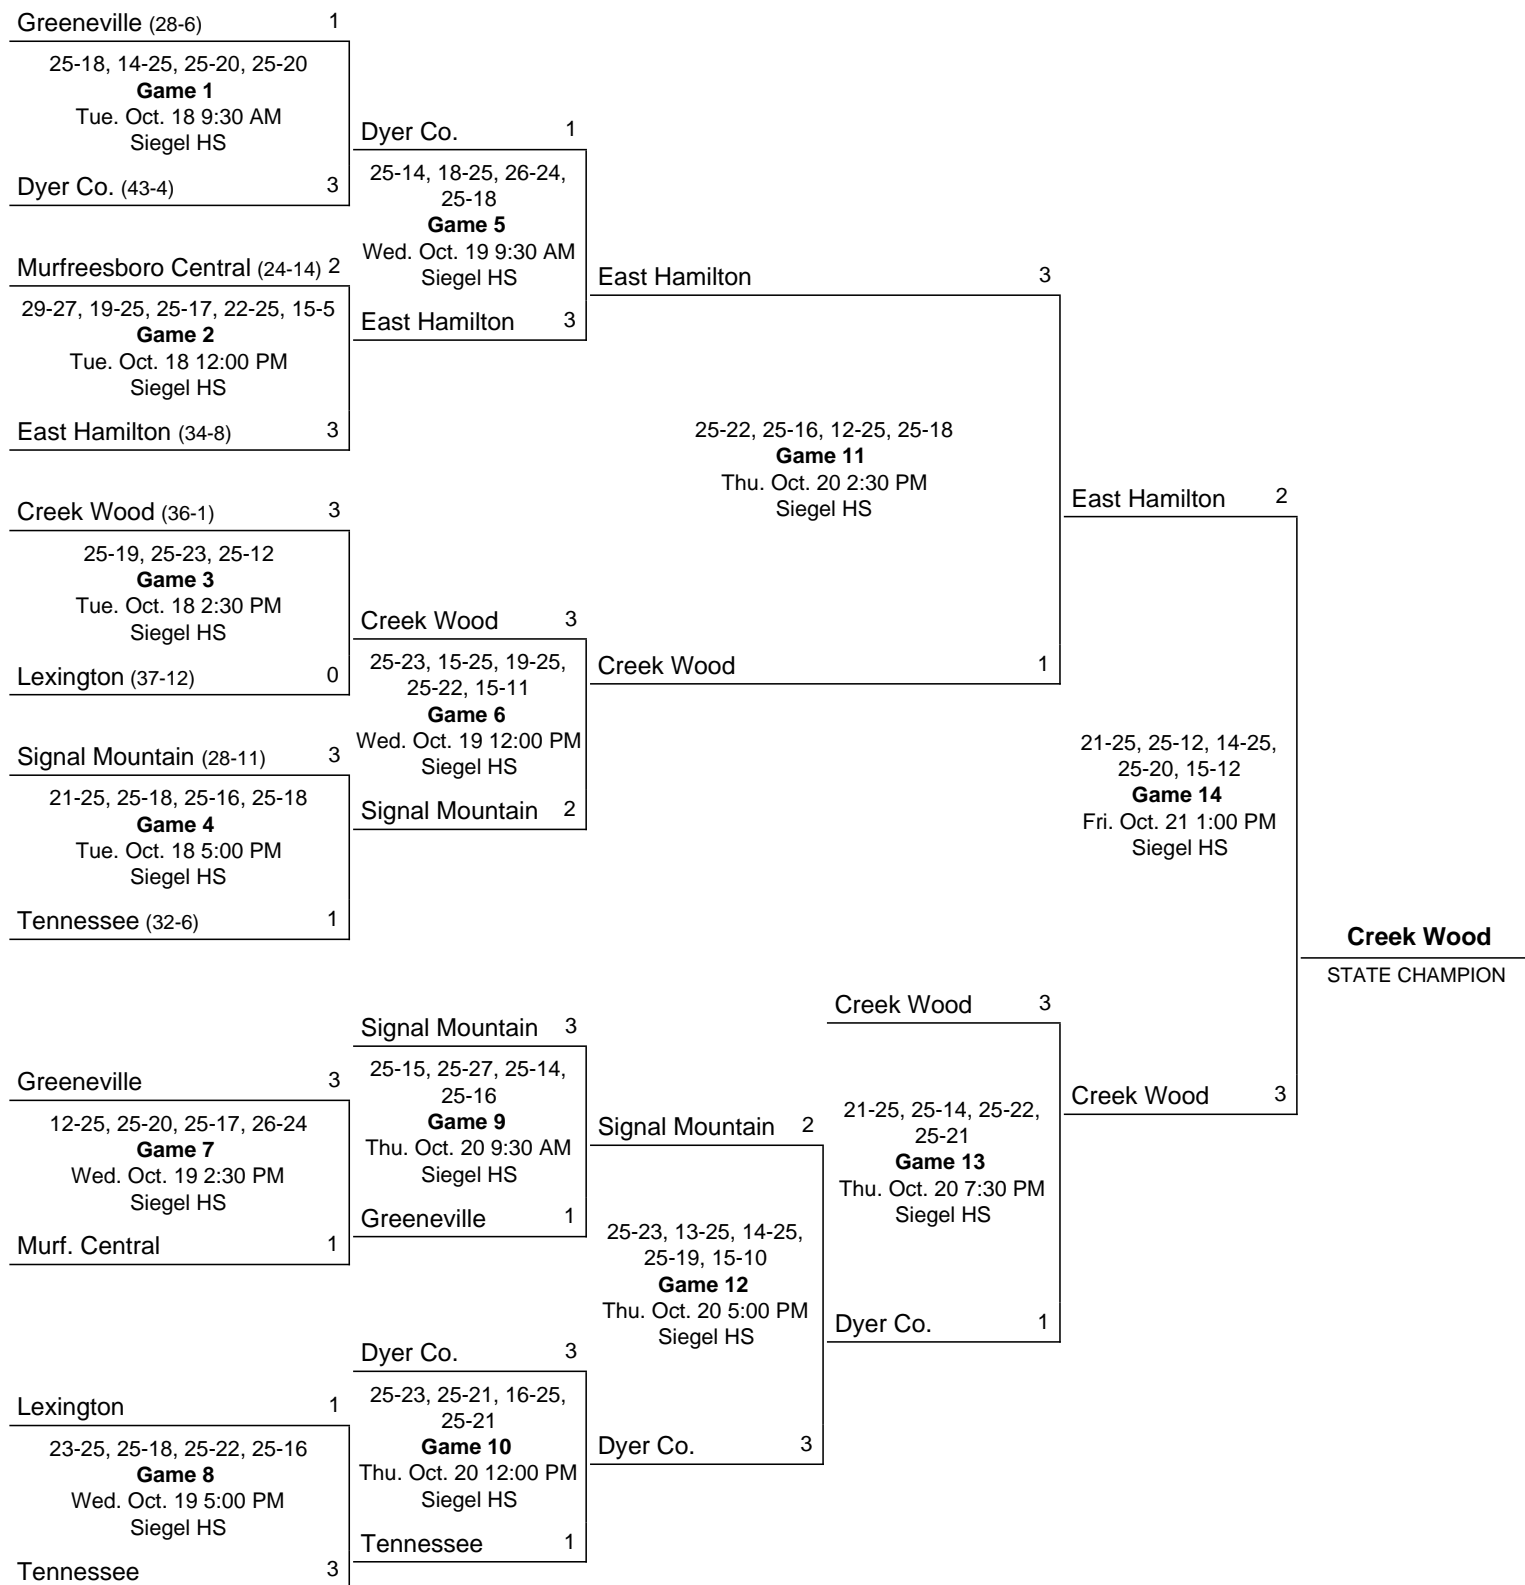 Greeneville (28-6) 1
25-18, 14-25, 25-20, 25-20
Game 1
Tue. Oct. 18 9:30 AM
Siegel HS
Dyer Co. (43-4) 3
Murfreesboro Central (24-14) 2
29-27, 19-25, 25-17, 22-25, 15-5
Game 2
Tue. Oct. 18 12:00 PM
Siegel HS
East Hamilton (34-8) 3
Creek Wood (36-1) 3
25-19, 25-23, 25-12
Game 3
Tue. Oct. 18 2:30 PM
Siegel HS
Lexington (37-12) 0
Signal Mountain (28-11) 3
21-25, 25-18, 25-16, 25-18
Game 4
Tue. Oct. 18 5:00 PM
Siegel HS
Tennessee (32-6) 1
Greeneville 3
12-25, 25-20, 25-17, 26-24
Game 7
Wed. Oct. 19 2:30 PM
Siegel HS
Murf. Central 1
Lexington 1
23-25, 25-18, 25-22, 25-16
Game 8
Wed. Oct. 19 5:00 PM
Siegel HS
Tennessee 3
Dyer Co. 1
25-14, 18-25, 26-24,
25-18
Game 5
Wed. Oct. 19 9:30 AM
Siegel HS
East Hamilton 3
Creek Wood 3
25-23, 15-25, 19-25,
25-22, 15-11
Game 6
Wed. Oct. 19 12:00 PM
Siegel HS
Signal Mountain 2
Signal Mountain 3
25-15, 25-27, 25-14,
25-16
Game 9
Thu. Oct. 20 9:30 AM
Siegel HS
Greeneville 1
Dyer Co. 3
25-23, 25-21, 16-25,
25-21
Game 10
Thu. Oct. 20 12:00 PM
Siegel HS
Tennessee 1
East Hamilton 3
25-22, 25-16, 12-25, 25-18
Game 11
Thu. Oct. 20 2:30 PM
Siegel HS
Creek Wood 1
Signal Mountain 2
25-23, 13-25, 14-25,
25-19, 15-10
Game 12
Thu. Oct. 20 5:00 PM
Siegel HS
Dyer Co. 3
Creek Wood 3
21-25, 25-14, 25-22,
25-21
Game 13
Thu. Oct. 20 7:30 PM
Siegel HS
Dyer Co. 1
East Hamilton 2
21-25, 25-12, 14-25,
25-20, 15-12
Game 14
Fri. Oct. 21 1:00 PM
Siegel HS
Creek Wood 3
Creek Wood
STATE CHAMPION